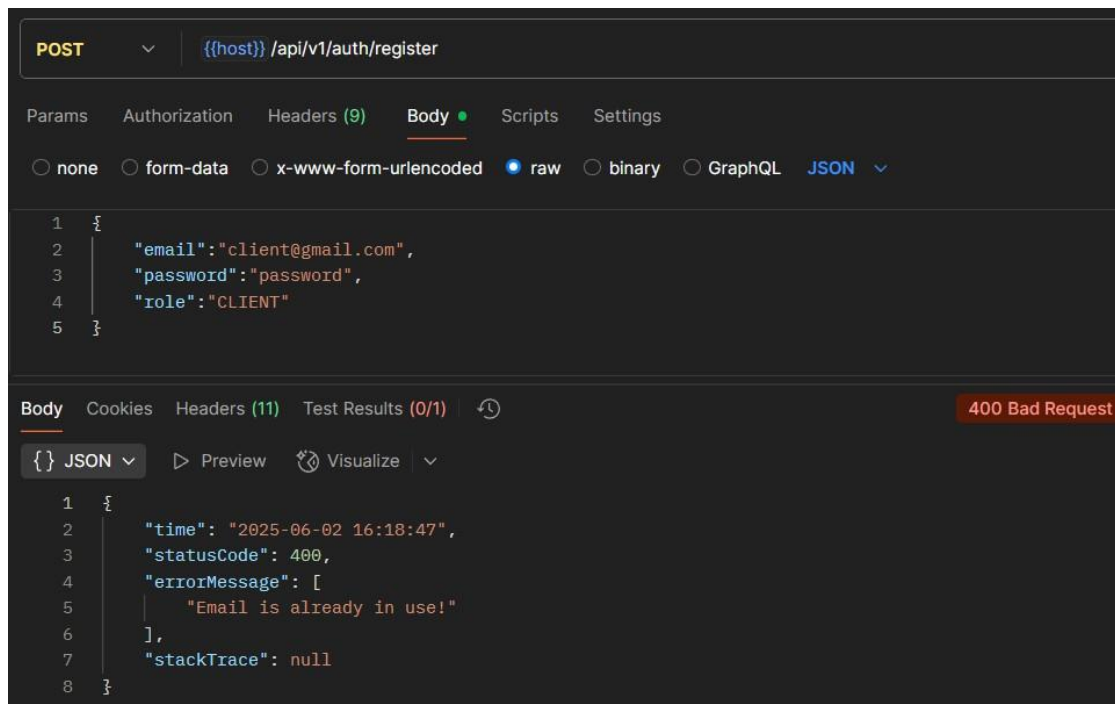 POST {{host}} /api/v1/auth/register
Params Authorization Headers (9) Body Scripts Settings
none form-data x-www-form-urlencoded raw binary GraphQL JSON
1 {
2 "email":"client@gmail.com",
3 "password":"password",
4 "role":"CLIENT"
5 }
Body Cookies Headers (11) Test Results (0/1) 400 Bad Request
{} JSON Preview Visualize
1 {
2 "time": "2025-06-02 16:18:47",
3 "statusCode": 400,
4 "errorMessage": [
5 "Email is already in use!"
6 ],
7 "stackTrace": null
8 }